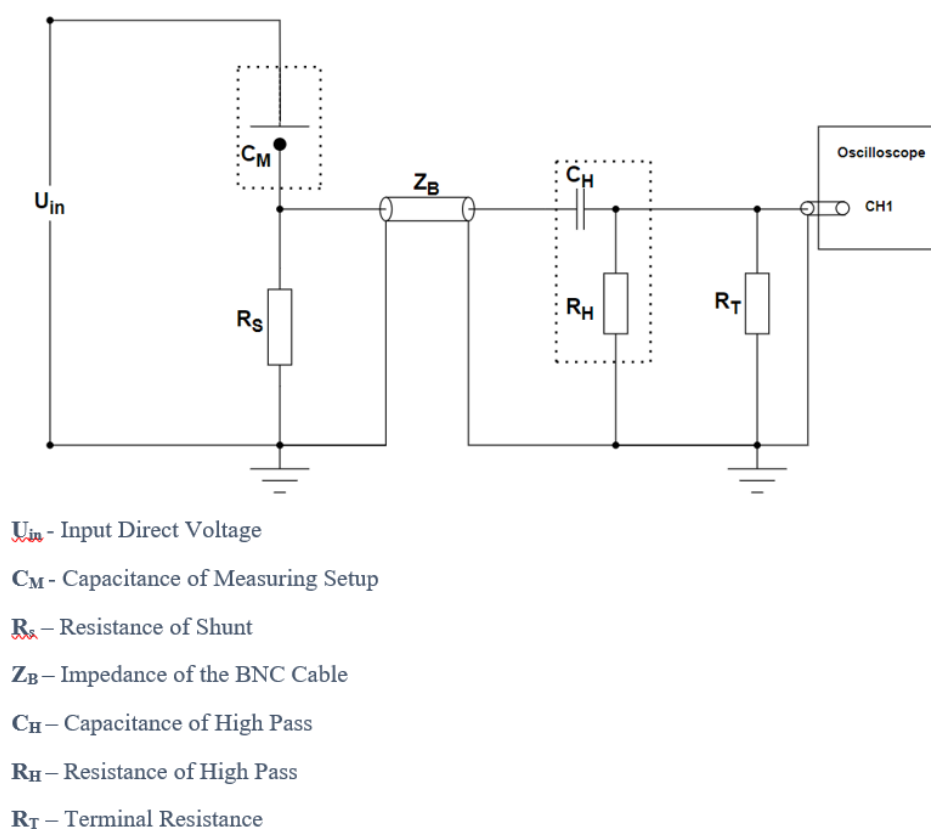 Oscilloscope
CM
ZB
CH
Uin
CH1
RS
RH
RT
Uin - Input Direct Voltage
CM - Capacitance of Measuring Setup
Rs – Resistance of Shunt
ZB – Impedance of the BNC Cable
CH – Capacitance of High Pass
RH – Resistance of High Pass
RT – Terminal Resistance